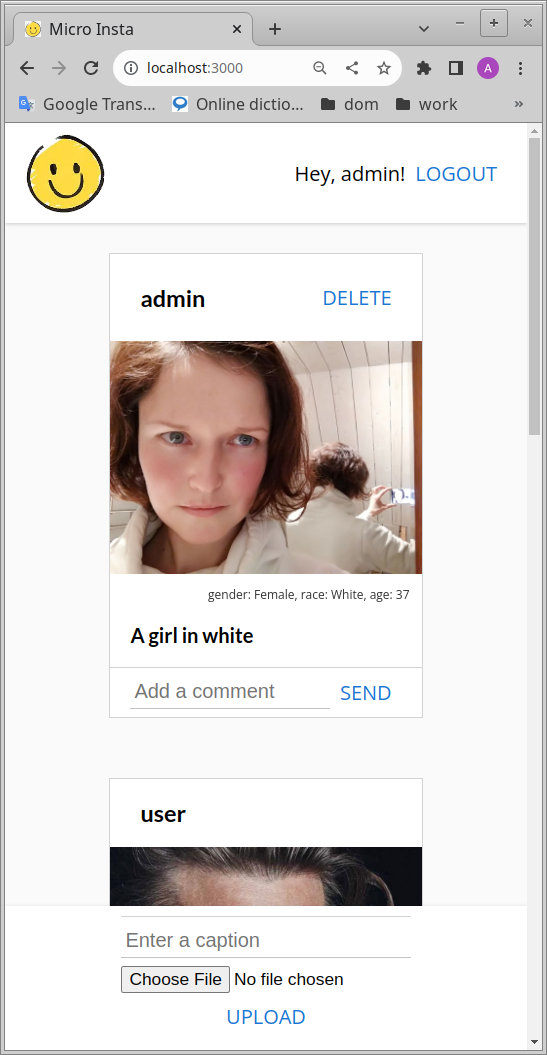 Micro Insta
localhost:3000
A
Google Trans...
Online dictio...
dom
work
»
Hey, admin! LOGOUT
admin
DELETE
gender: Female, race: White, age: 37
A girl in white
Add a comment
SEND
user
Enter a caption
Choose File No file chosen
UPLOAD